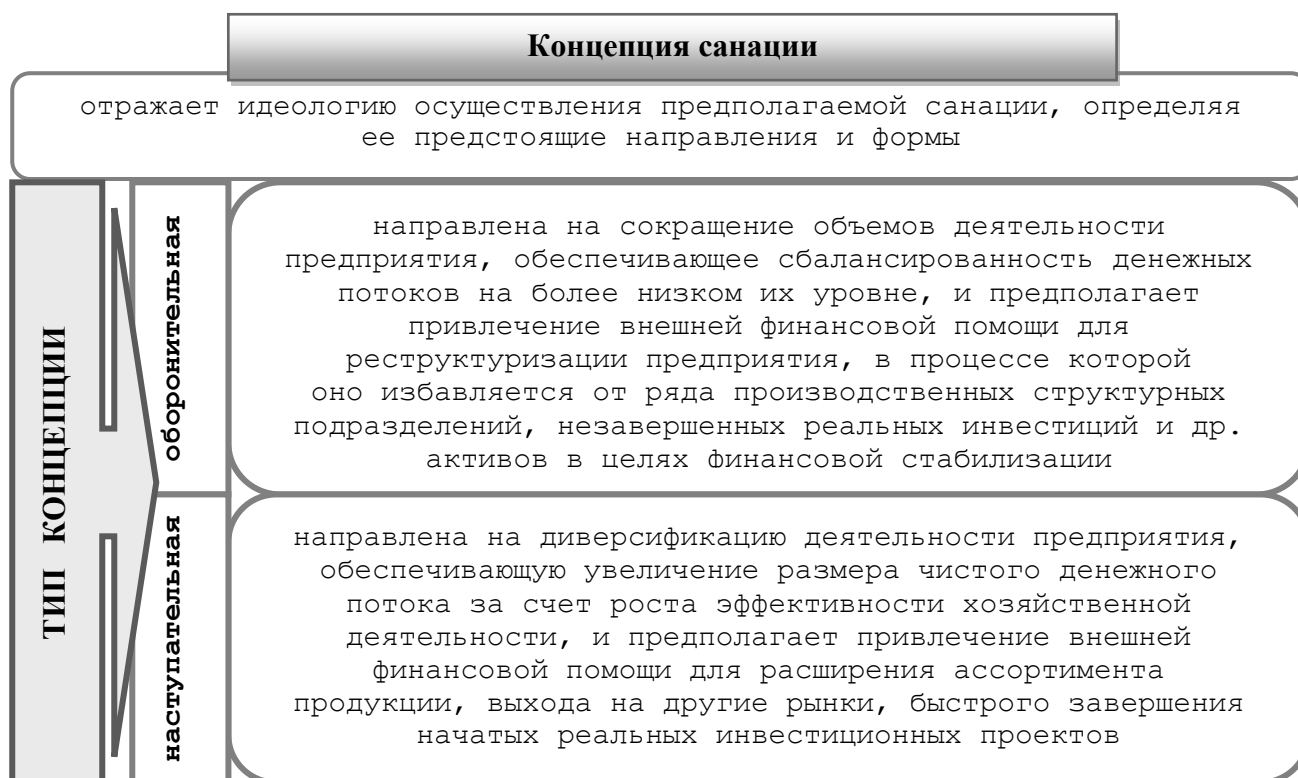 Концепция санации
отражает идеологию осуществления предполагаемой санации, определяя
ее предстоящие направления и формы
ТИП КОНЦЕПЦИИ
оборонительная
направлена на сокращение объемов деятельности
предприятия, обеспечивающее сбалансированность денежных
потоков на более низком их уровне, и предполагает
привлечение внешней финансовой помощи для
реструктуризации предприятия, в процессе которой
оно избавляется от ряда производственных структурных
подразделений, незавершенных реальных инвестиций и др.
активов в целях финансовой стабилизации
наступательная
направлена на диверсификацию деятельности предприятия,
обеспечивающую увеличение размера чистого денежного
потока за счет роста эффективности хозяйственной
деятельности, и предполагает привлечение внешней
финансовой помощи для расширения ассортимента
продукции, выхода на другие рынки, быстрого завершения
начатых реальных инвестиционных проектов